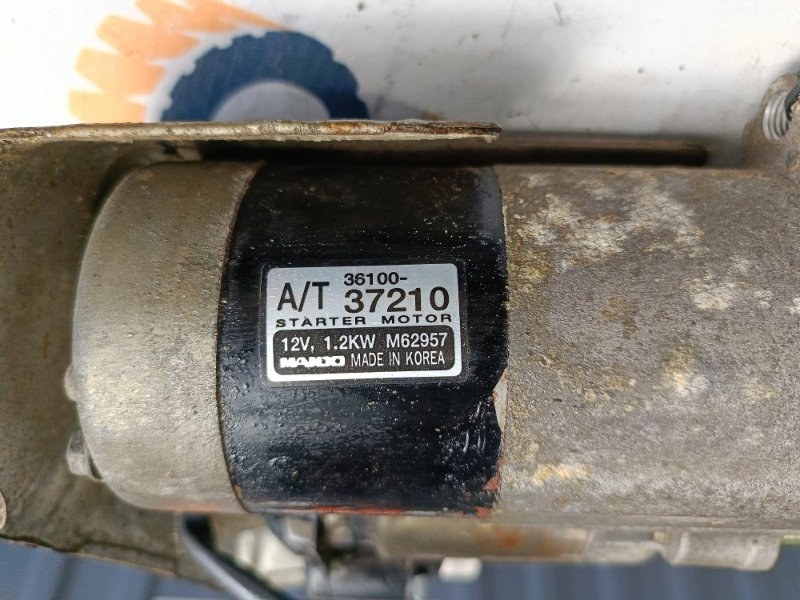 36100-
A/T 37210
STARTER MOTOR
12V, 1.2KW M62957
MANDO MADE IN KOREA